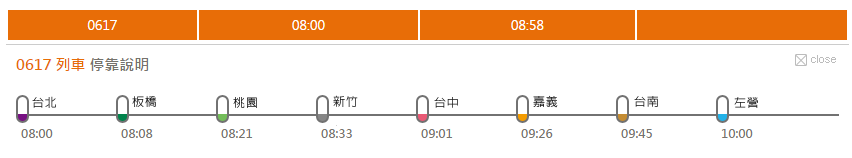 0617 08:00 08:58
0617 列車 停靠說明 close
台北 板橋 桃園 新竹 台中 嘉義 台南 左營
08:00 08:08 08:21 08:33 09:01 09:26 09:45 10:00